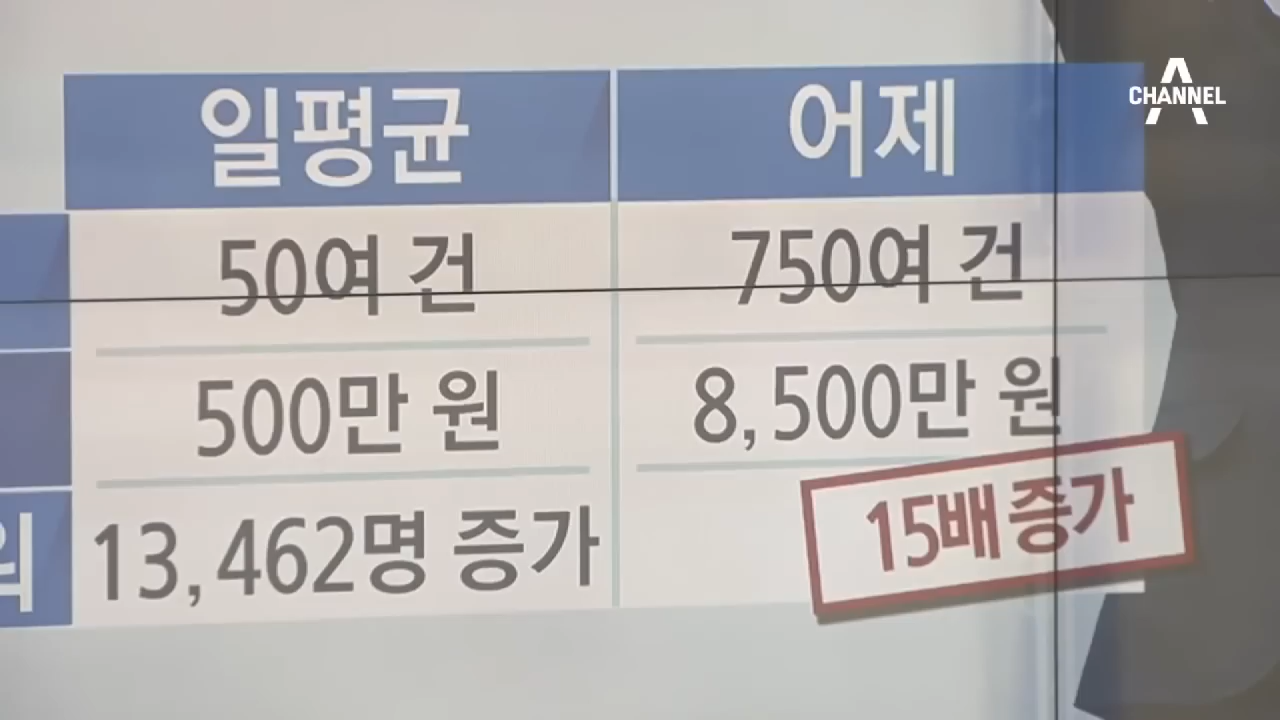 CHANNEL A
일평균 어제
50여 건 750여 건
500만 원 8,500만 원
13,462명 증가
15배 증가